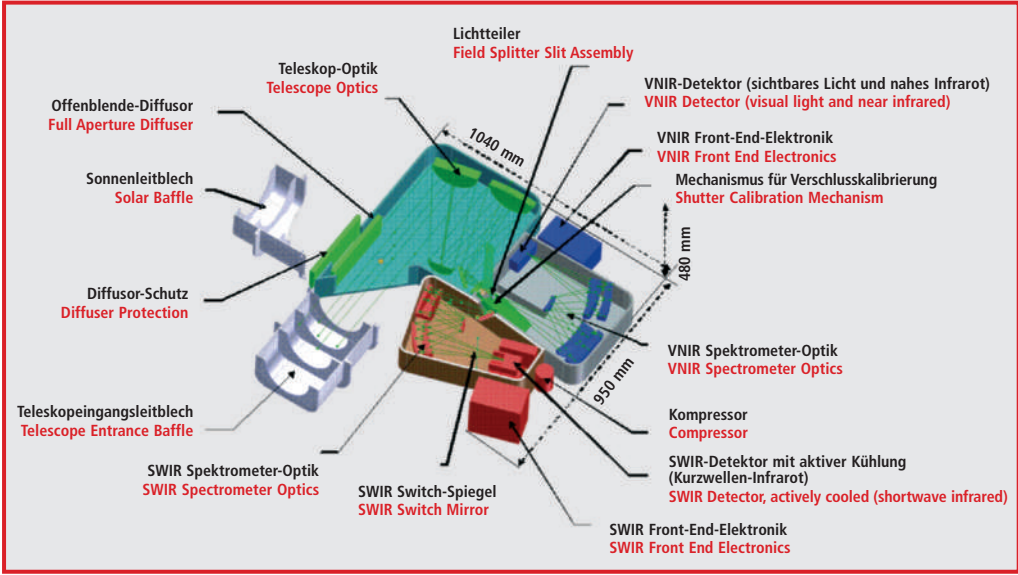 Lichtteiler
Field Splitter Slit Assembly
Teleskop-Optik
Telescope Optics
VNIR-Detektor (sichtbares Licht und nahes Infrarot)
VNIR Detector (visual light and near infrared)
Offenblende-Diffusor
Full Aperture Diffuser
1040 mm
VNIR Front-End-Elektronik
VNIR Front End Electronics
Sonnenleitblech
Solar Baffle
Mechanismus für Verschlusskalibrierung
Shutter Calibration Mechanism
480 mm
Diffusor-Schutz
Diffuser Protection
VNIR Spektrometer-Optik
VNIR Spectrometer Optics
950 mm
Teleskopeingangsleitblech
Telescope Entrance Baffle
Kompressor
Compressor
SWIR Spektrometer-Optik
SWIR Spectrometer Optics
SWIR Switch-Spiegel
SWIR Switch Mirror
SWIR-Detektor mit aktiver Kühlung
(Kurzwellen-Infrarot)
SWIR Detector, actively cooled (shortwave infrared)
SWIR Front-End-Elektronik
SWIR Front End Electronics